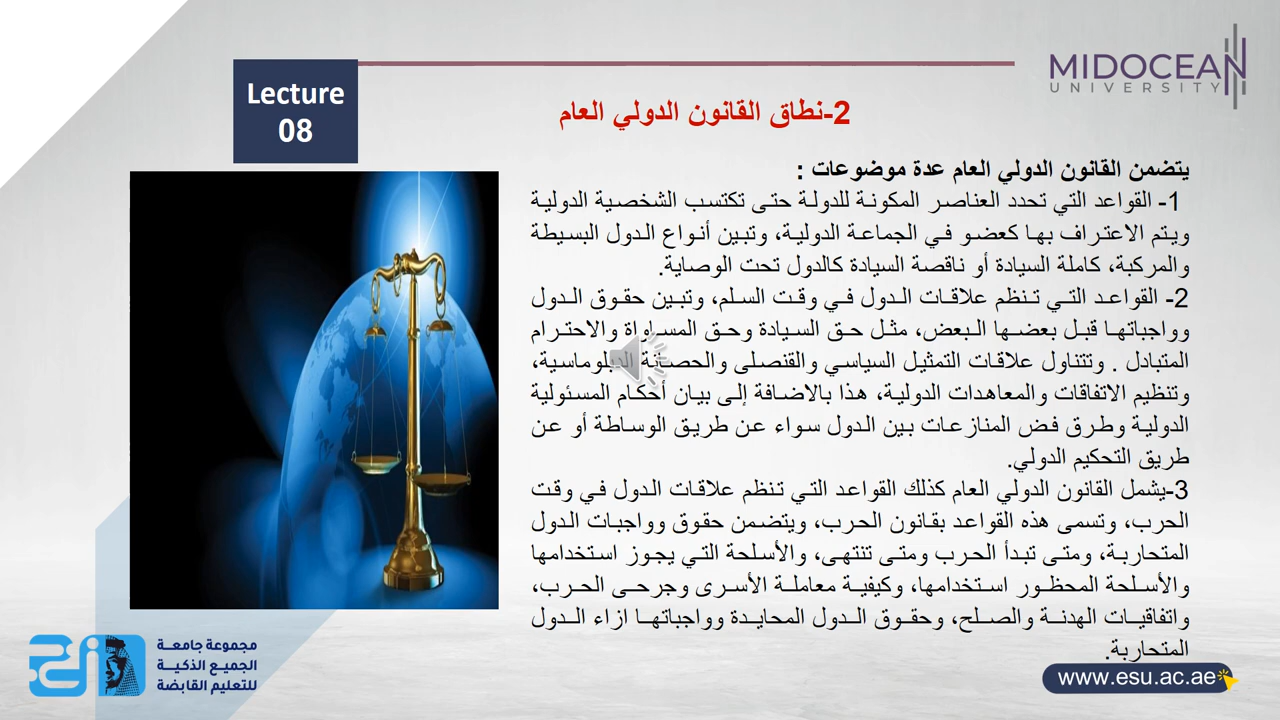 MIDOCEAN
UNIVERSITY
Lecture
08
2-نطاق القانون الدولي العام
يتضمن القانون الدولي العام عدة موضوعات :
1- القواعد التي تحدد العناصر المكونة للدولة حتى تكتسب الشخصية الدولية
ويتم الاعتراف بها كعضو في الجماعة الدولية، وتبين أنواع الدول البسيطة
والمركبة، كاملة السيادة أو ناقصة السيادة كالدول تحت الوصاية.
2- القواعد التي تنظم علاقات الدول في وقت السلم، وتبين حقوق الدول
وواجباتها قبل بعضها البعض، مثل حق السيادة وحق المساواة والاحترام
المتبادل . وتتناول علاقات التمثيل السياسي والقنصلى والحصانة الدبلوماسية،
وتنظيم الاتفاقات والمعاهدات الدولية، هذا بالاضافة إلى بيان أحكام المسئولية
الدولية وطرق فض المنازعات بين الدول سواء عن طريق الوساطة أو عن
طريق التحكيم الدولي.
3-يشمل القانون الدولي العام كذلك القواعد التي تنظم علاقات الدول في وقت
الحرب، وتسمى هذه القواعد بقانون الحرب، ويتضمن حقوق وواجبات الدول
المتحاربة، ومتى تبدأ الحرب ومتى تنتهى، والأسلحة التي يجوز استخدامها
والأسلحة المحظور استخدامها، وكيفية معاملة الأسرى وجرحى الحرب،
واتفاقيات الهدنة والصلح، وحقوق الدول المحايدة وواجباتها ازاء الدول
المتحاربة.
مجموعة جامعة
الجميع الذكية
للتعليم القابضة
www.esu.ac.ae